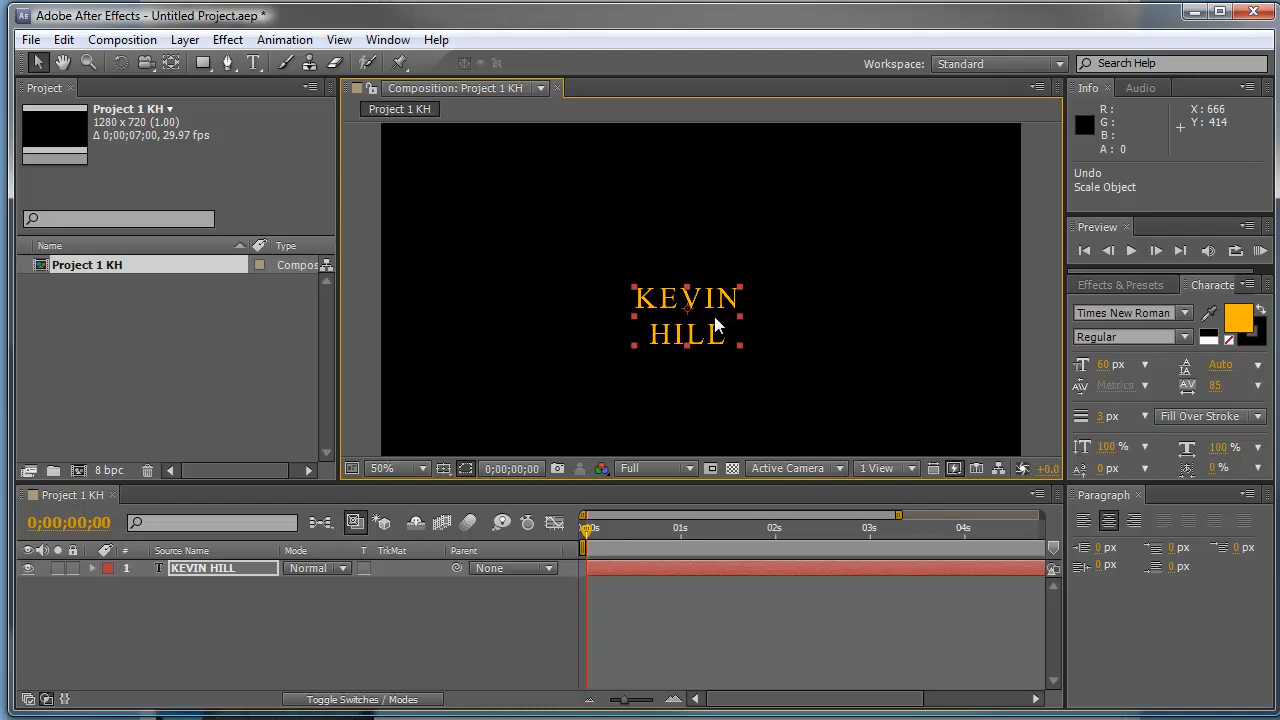 Adobe After Effects - Untitled Project.aep *
File Edit Composition Layer Effect Animation View Window Help
Workspace: Standard Search Help
Project
Project 1 KH
1280 x 720 (1.00)
Δ 0;00;07;00, 29.97 fps
Name Type
Project 1 KH Compos
8 bpc
Composition: Project 1 KH
Project 1 KH
KEVIN
HILL
50% 0;00;00;00 Full Active Camera 1 View +0.0
Info Audio
R:
G:
B:
A: 0
X: 666
Y: 414
Undo
Scale Object
Preview
Effects & Presets Characte
Times New Roman
Regular
60 px Auto
Metrics 85
3 px Fill Over Stroke
100 % 100 %
0 px 0 %
Project 1 KH
0;00;00;00
# Source Name Mode T TrkMat Parent
1 T KEVIN HILL Normal None
01s 02s 03s 04s
Toggle Switches / Modes
Paragraph
0 px 0 px 0 px
0 px 0 px